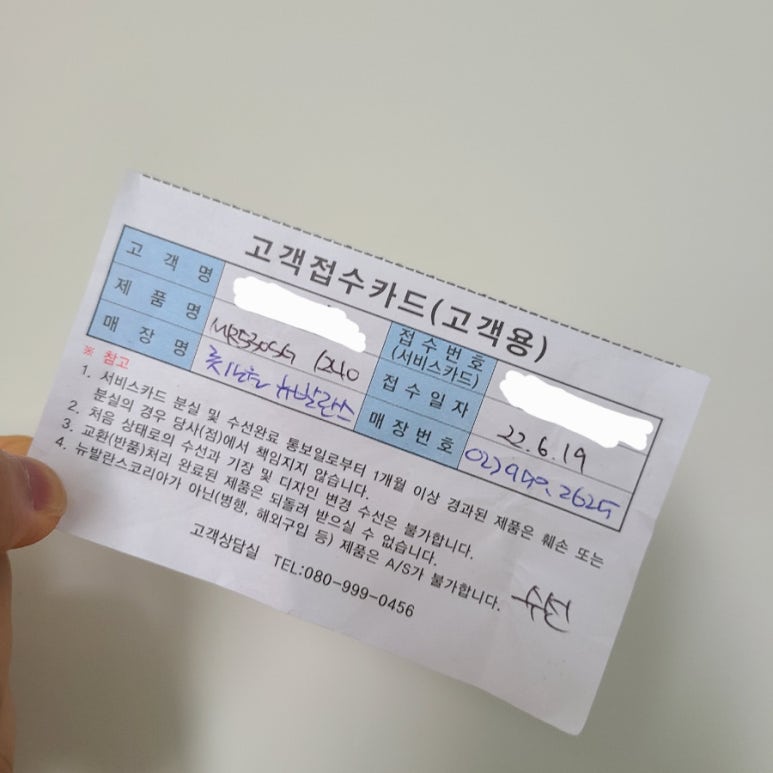 고객접수카드(고객용)
고객명 접수번호 (서비스카드)
제품명 MR530SG 접수일자 22.6.19
매장명 뉴발란스 매장번호
※ 참고
1. 서비스카드 분실 및 수선완료 통보일로부터 1개월 이상 경과된 제품은 훼손 또는
분실의 경우 당사(점)에서 책임지지 않습니다.
2. 처음 상태로의 수선과 기장 및 디자인 변경 수선은 불가합니다.
3. 교환(반품)처리 완료된 제품은 되돌려 받으실 수 없습니다.
4. 뉴발란스코리아가 아닌(병행, 해외구입 등) 제품은 A/S가 불가합니다.
고객상담실 TEL:080-999-0456